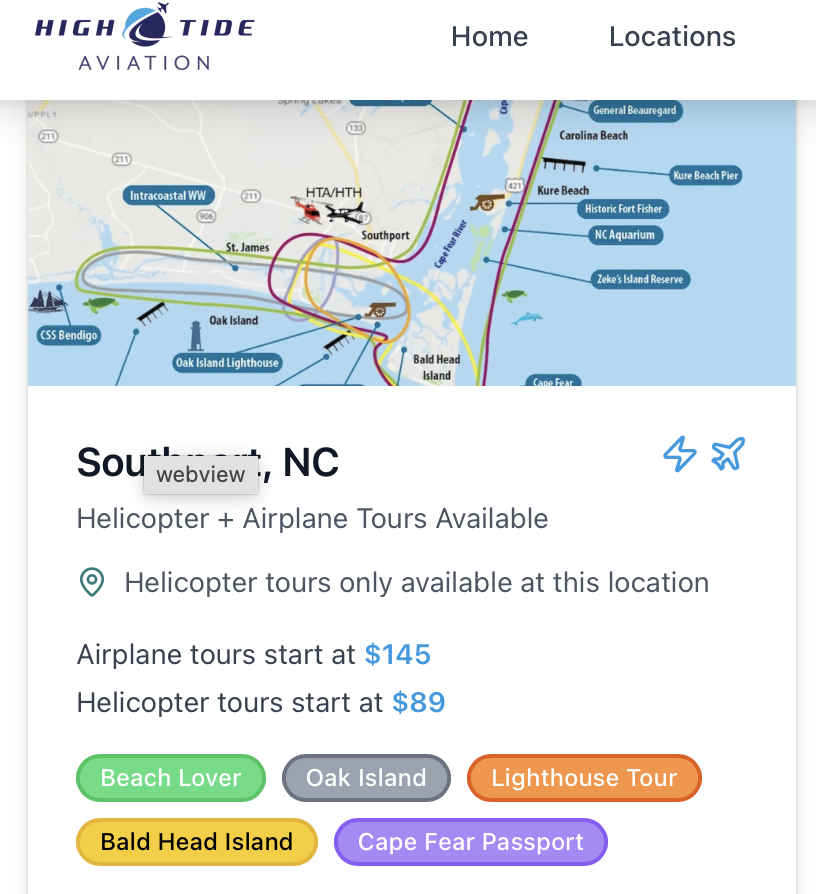 HIGH TIDE
AVIATION
Home
Locations
UPPLY
Spring Lakes
General Beauregard
211
133
Carolina Beach
211
Kure Beach Pier
421
Kure Beach
Intracoastal WW
211
HTA/HTH
906
87
Historic Fort Fisher
St. James
Southport
Cape Fear River
NC Aquarium
Zeke's Island Reserve
CSS Bendigo
Oak Island
Oak Island Lighthouse
Bald Head
Island
Cape Fear
Southport, NC
webview
Helicopter + Airplane Tours Available
Helicopter tours only available at this location
Airplane tours start at $145
Helicopter tours start at $89
Beach Lover
Oak Island
Lighthouse Tour
Bald Head Island
Cape Fear Passport